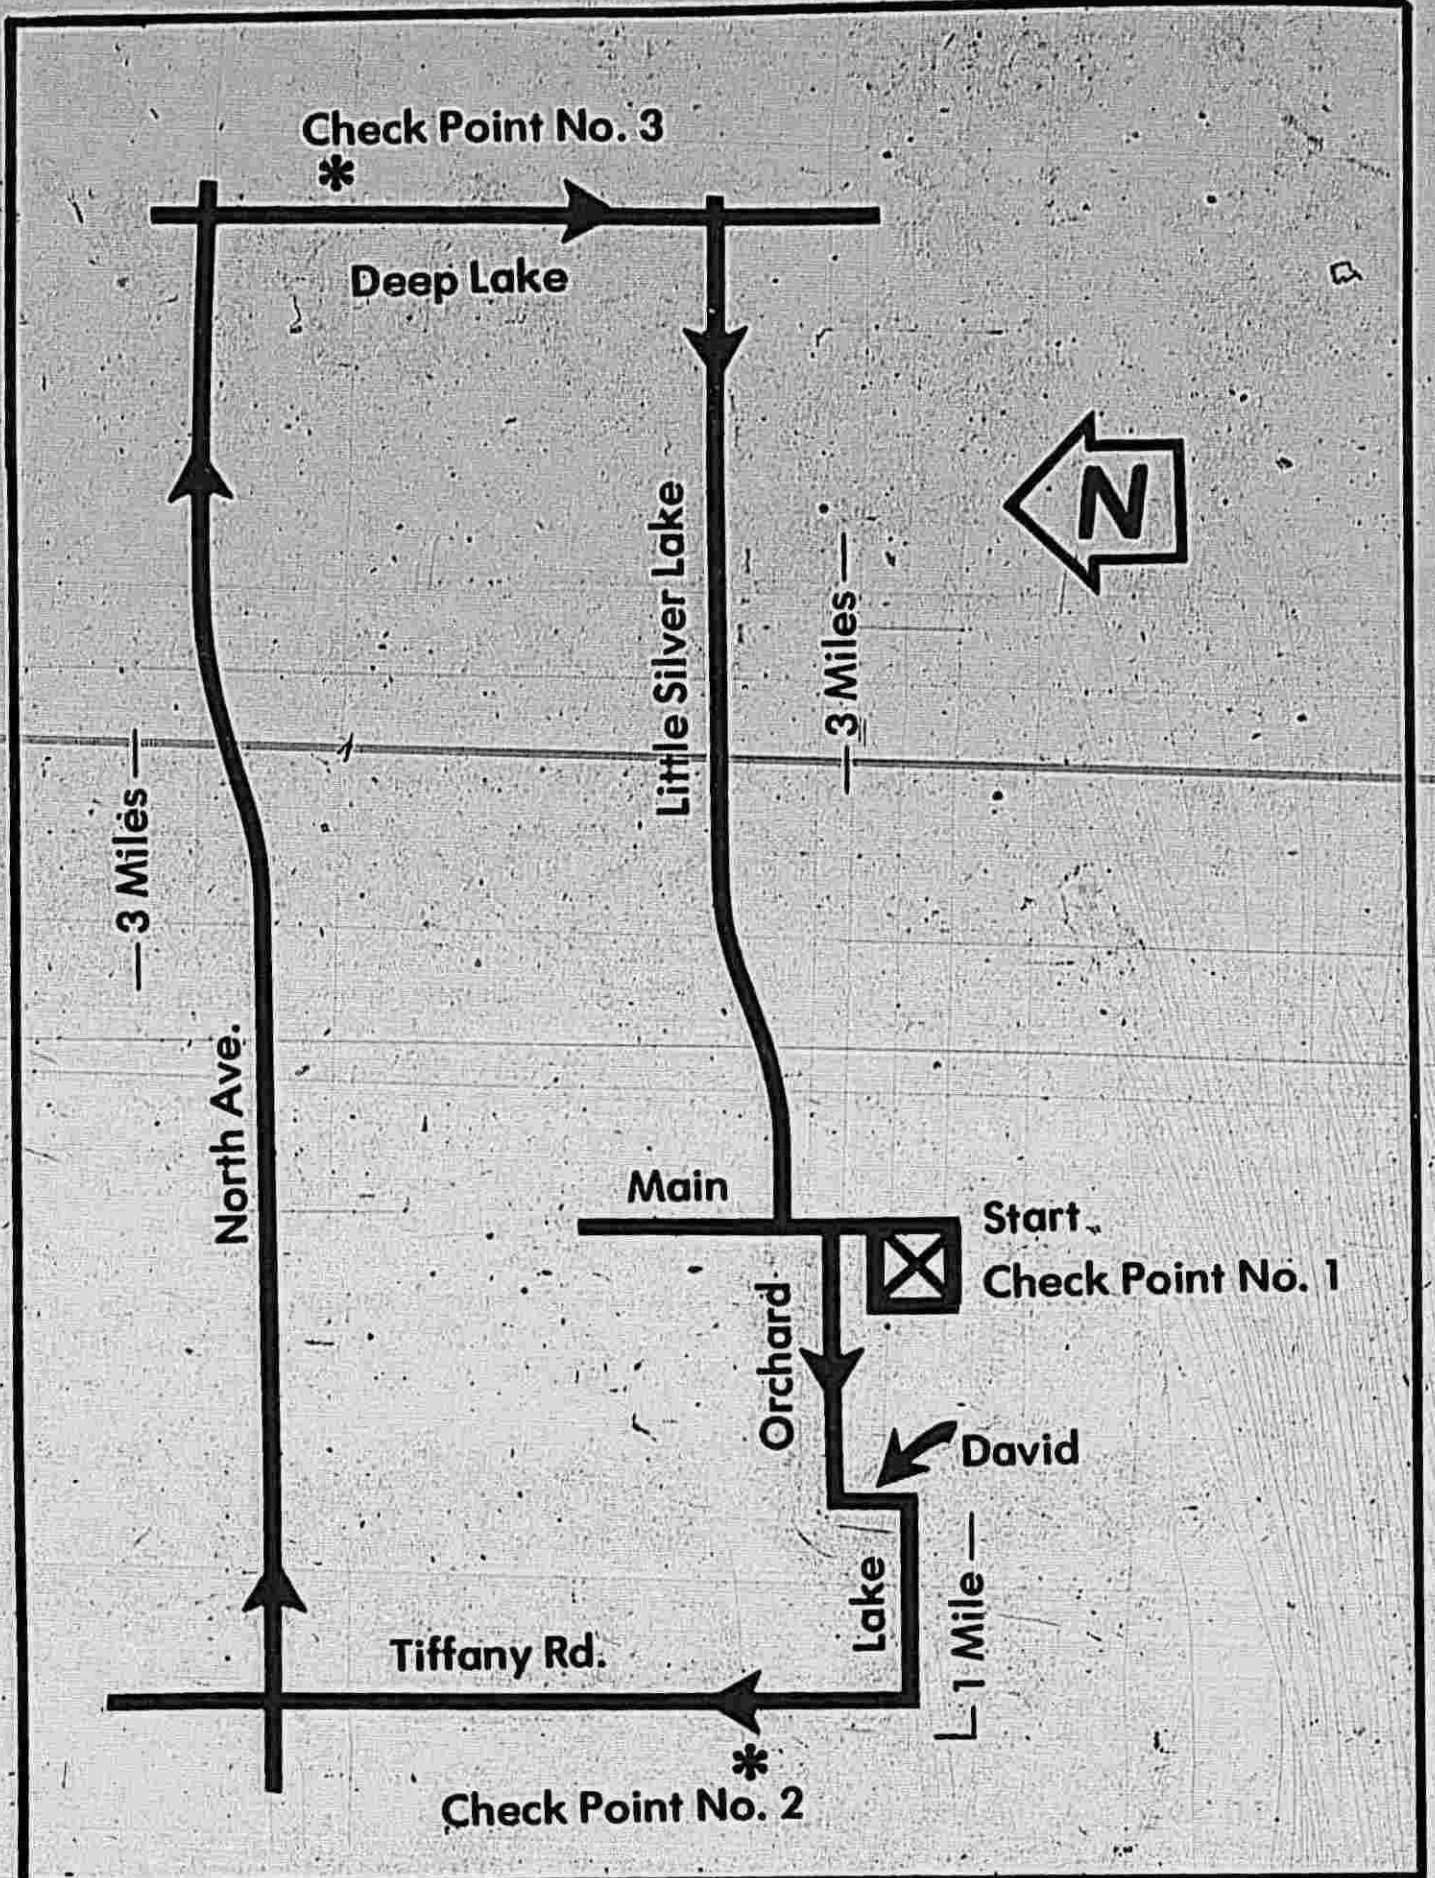 Check Point No. 3
*
Deep Lake
Little Silver Lake
— 3 Miles —
N
— 3 Miles —
North Ave.
Main
Start
Check Point No. 1
Orchard
David
Lake
1 Mile —
Tiffany Rd.
*
Check Point No. 2